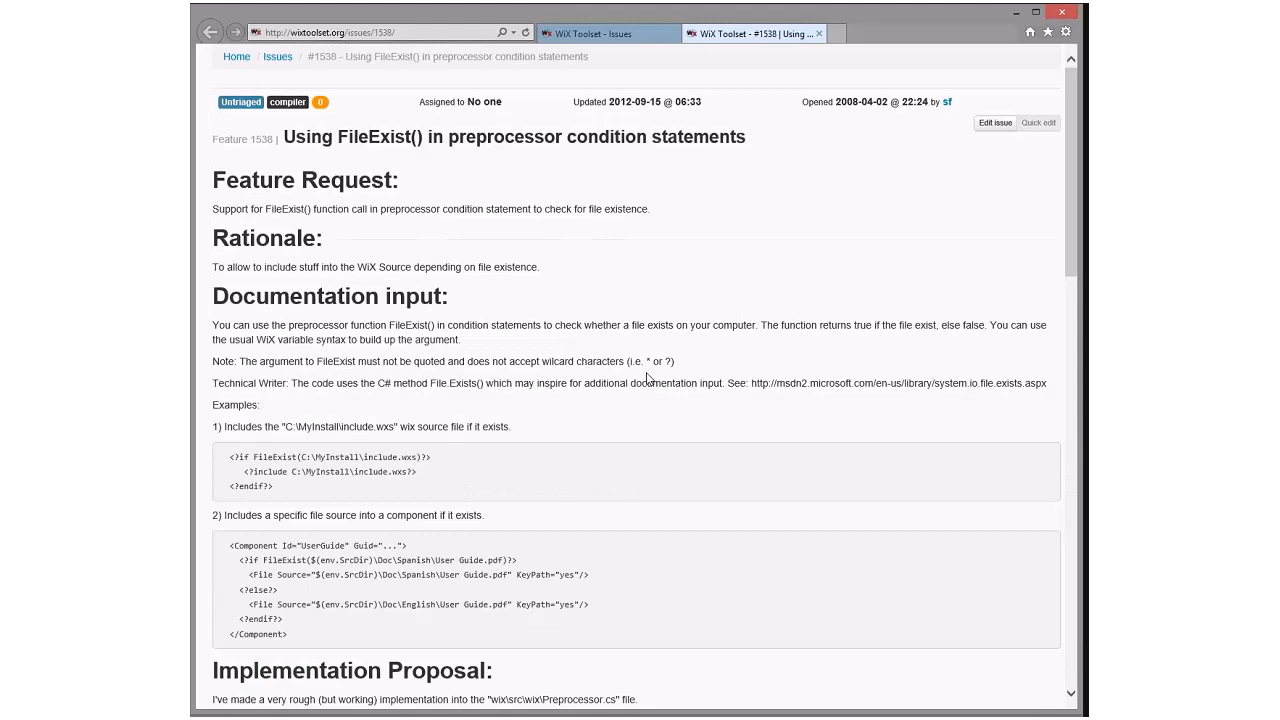 http://wixtoolset.org/issues/1538/
WiX Toolset - Issues
WiX Toolset - #1538 | Using ...
Home / Issues / #1538 - Using FileExist() in preprocessor condition statements
Untriaged compiler 0 Assigned to No one Updated 2012-09-15 @ 06:33 Opened 2008-04-02 @ 22:24 by sf
Edit issue Quick edit
Feature 1538 | Using FileExist() in preprocessor condition statements
Feature Request:
Support for FileExist() function call in preprocessor condition statement to check for file existence.
Rationale:
To allow to include stuff into the WiX Source depending on file existence.
Documentation input:
You can use the preprocessor function FileExist() in condition statements to check whether a file exists on your computer. The function returns true if the file exist, else false. You can use
the usual WiX variable syntax to build up the argument.
Note: The argument to FileExist must not be quoted and does not accept wilcard characters (i.e. * or ?)
Technical Writer: The code uses the C# method File.Exists() which may inspire for additional documentation input. See: http://msdn2.microsoft.com/en-us/library/system.io.file.exists.aspx
Examples:
1) Includes the "C:\MyInstall\include.wxs" wix source file if it exists.
<?if FileExist(C:\MyInstall\include.wxs)?>
<?include C:\MyInstall\include.wxs?>
<?endif?>
2) Includes a specific file source into a component if it exists.
<Component Id="UserGuide" Guid="...">
<?if FileExist($(env.SrcDir)\Doc\Spanish\User Guide.pdf)?>
<File Source="$(env.SrcDir)\Doc\Spanish\User Guide.pdf" KeyPath="yes"/>
<?else?>
<File Source="$(env.SrcDir)\Doc\English\User Guide.pdf" KeyPath="yes"/>
<?endif?>
</Component>
Implementation Proposal:
I've made a very rough (but working) implementation into the "wix\src\wix\Preprocessor.cs" file.